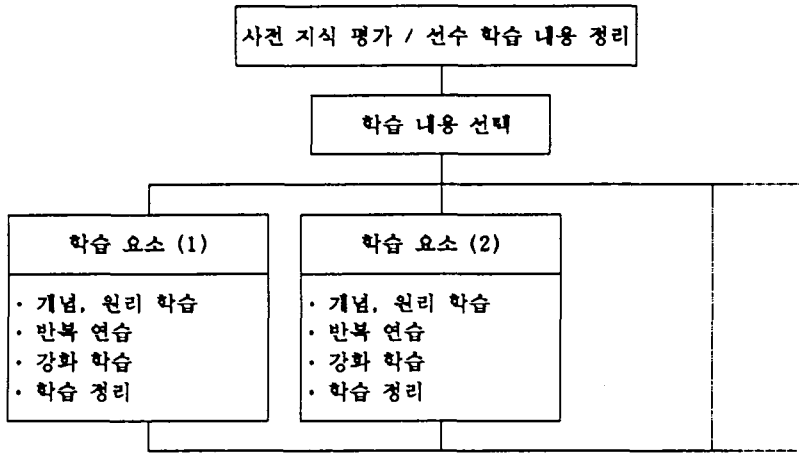 사전 지식 평가 / 선수 학습 내용 정리
학습 내용 선택
학습 요소 (1)
· 개념, 원리 학습
· 반복 연습
· 강화 학습
· 학습 정리
학습 요소 (2)
· 개념, 원리 학습
· 반복 연습
· 강화 학습
· 학습 정리